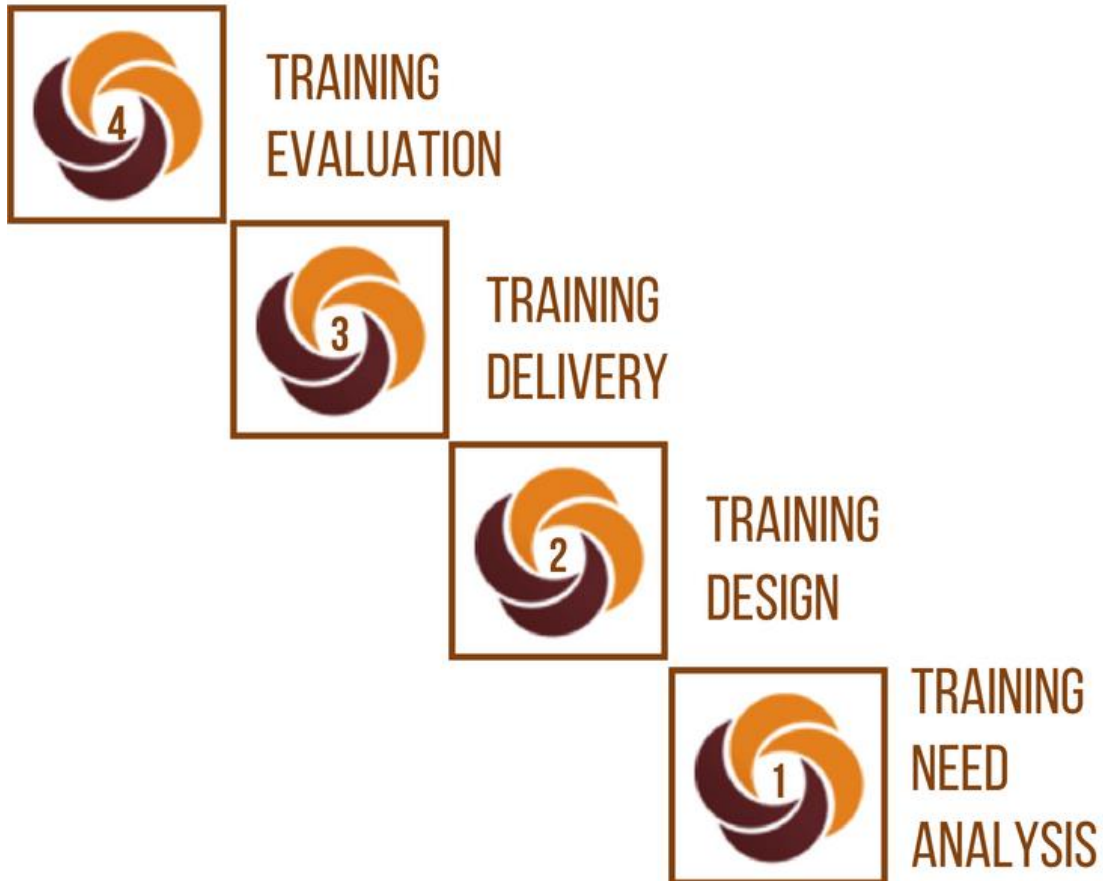 4
TRAINING
EVALUATION
3
TRAINING
DELIVERY
2
TRAINING
DESIGN
1
TRAINING
NEED
ANALYSIS